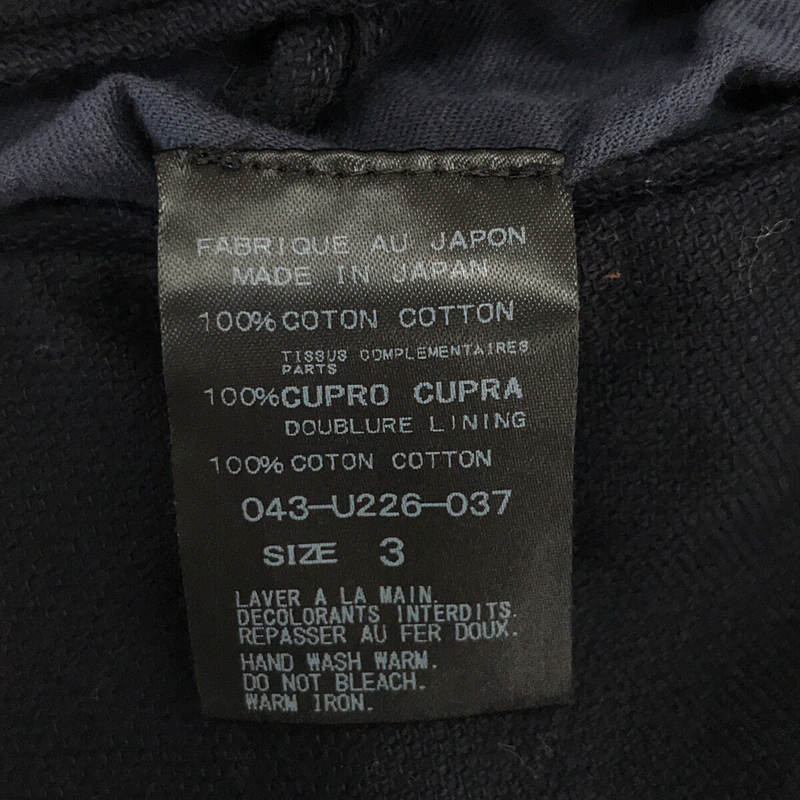 FABRIQUE AU JAPON
MADE IN JAPAN
100% COTON COTTON
TISSUS COMPLEMENTAIRES
PARTS
100% CUPRO CUPRA
DOUBLURE LINING
100% COTON COTTON
043-U226-037
SIZE 3
LAVER A LA MAIN.
DECOLORANTS INTERDITS.
REPASSER AU FER DOUX.
HAND WASH WARM.
DO NOT BLEACH.
WARM IRON.